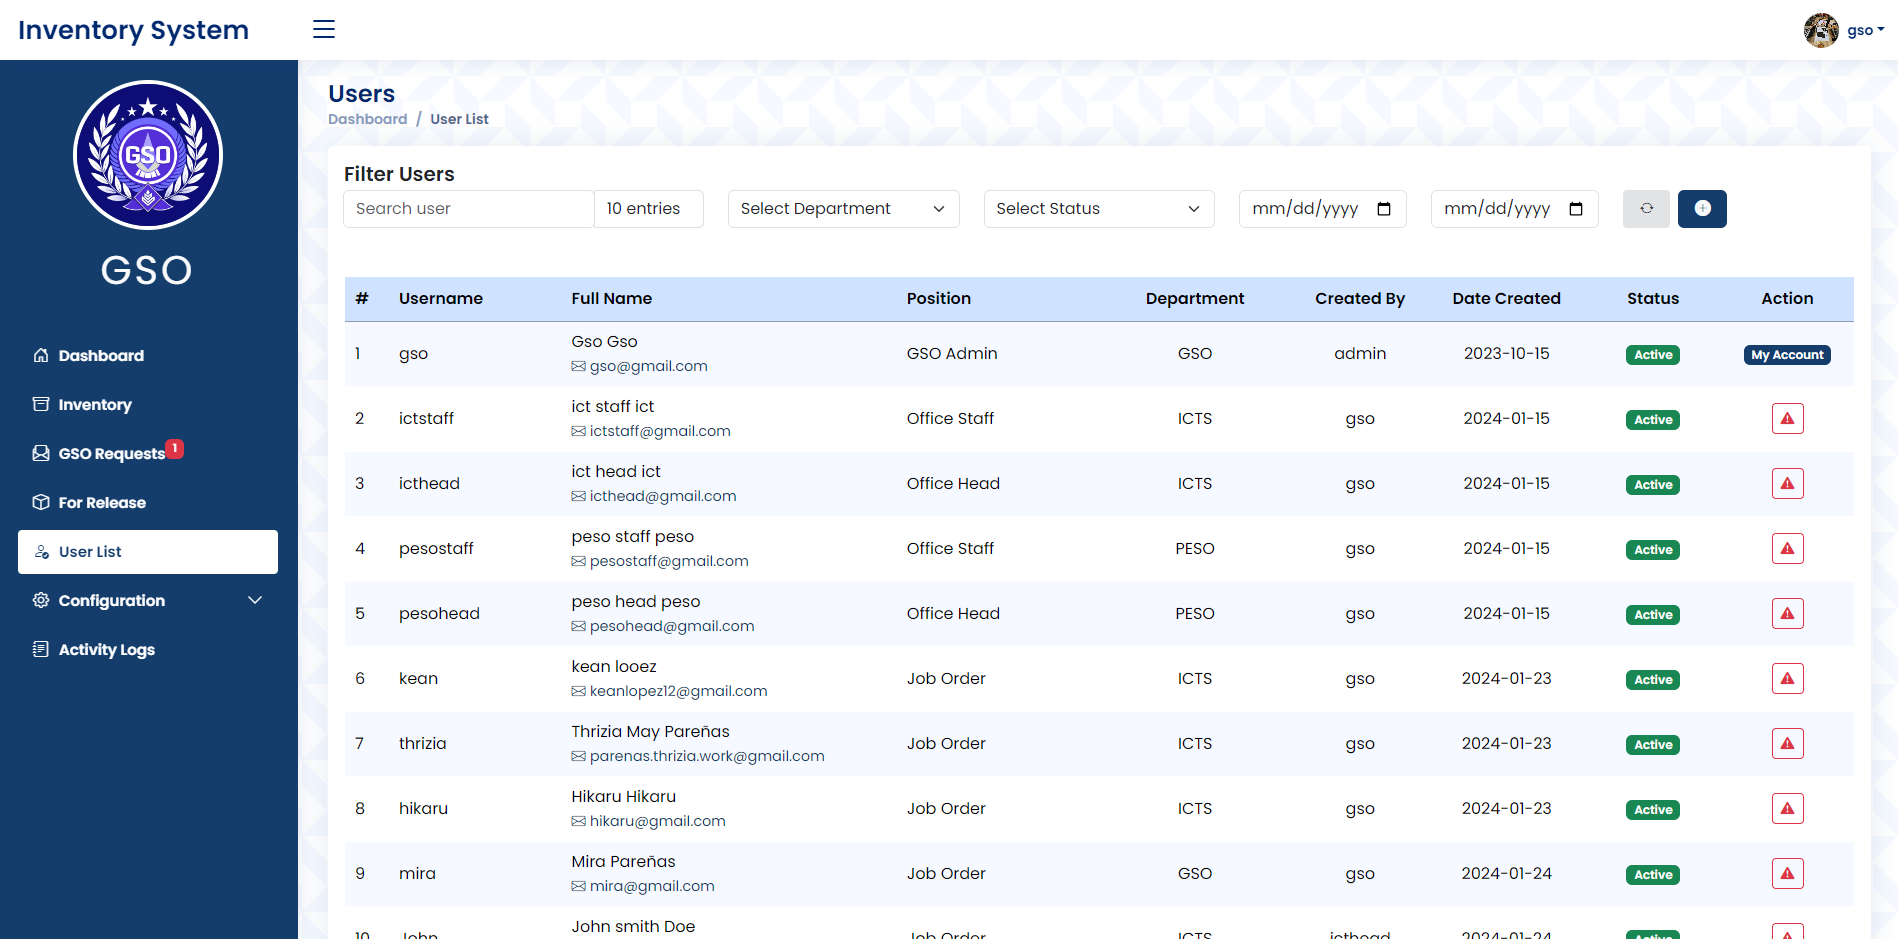 Inventory System
gso
GSO
GSO
Dashboard
Inventory
GSO Requests 1
For Release
User List
Configuration
Activity Logs
Users
Dashboard / User List
Filter Users
Search user 10 entries Select Department Select Status mm/dd/yyyy mm/dd/yyyy
# Username Full Name Position Department Created By Date Created Status Action
1 gso Gso Gso GSO Admin GSO admin 2023-10-15 Active My Account
gso@gmail.com
2 ictstaff ict staff ict Office Staff ICTS gso 2024-01-15 Active
ictstaff@gmail.com
3 icthead ict head ict Office Head ICTS gso 2024-01-15 Active
icthead@gmail.com
4 pesostaff peso staff peso Office Staff PESO gso 2024-01-15 Active
pesostaff@gmail.com
5 pesohead peso head peso Office Head PESO gso 2024-01-15 Active
pesohead@gmail.com
6 kean kean looez Job Order ICTS gso 2024-01-23 Active
keanlopez12@gmail.com
7 thrizia Thrizia May Pareñas Job Order ICTS gso 2024-01-23 Active
parenas.thrizia.work@gmail.com
8 hikaru Hikaru Hikaru Job Order ICTS gso 2024-01-23 Active
hikaru@gmail.com
9 mira Mira Pareñas Job Order GSO gso 2024-01-24 Active
mira@gmail.com
10 John John smith Doe Job Order ICTS icthead 2024-01-24 Active